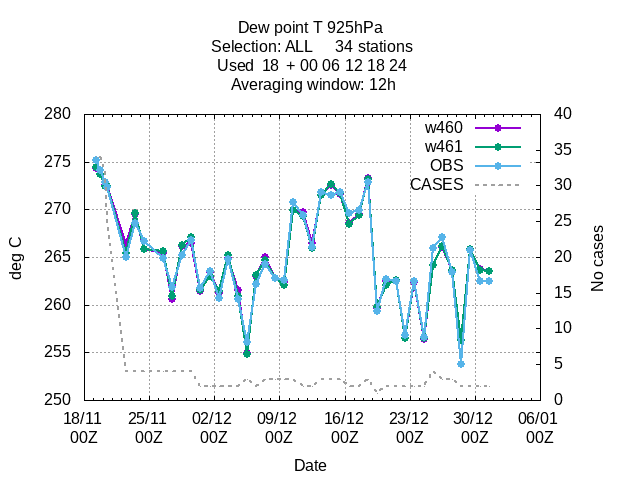 Dew point T 925hPa
Selection: ALL 34 stations
Used 18 + 00 06 12 18 24
Averaging window: 12h
280
275
270
265
260
255
250
deg C
40
35
30
25
20
15
10
5
0
No cases
w460
w461
OBS
CASES
18/11 25/11 02/12 09/12 16/12 23/12 30/12 06/01
00Z 00Z 00Z 00Z 00Z 00Z 00Z 00Z
Date